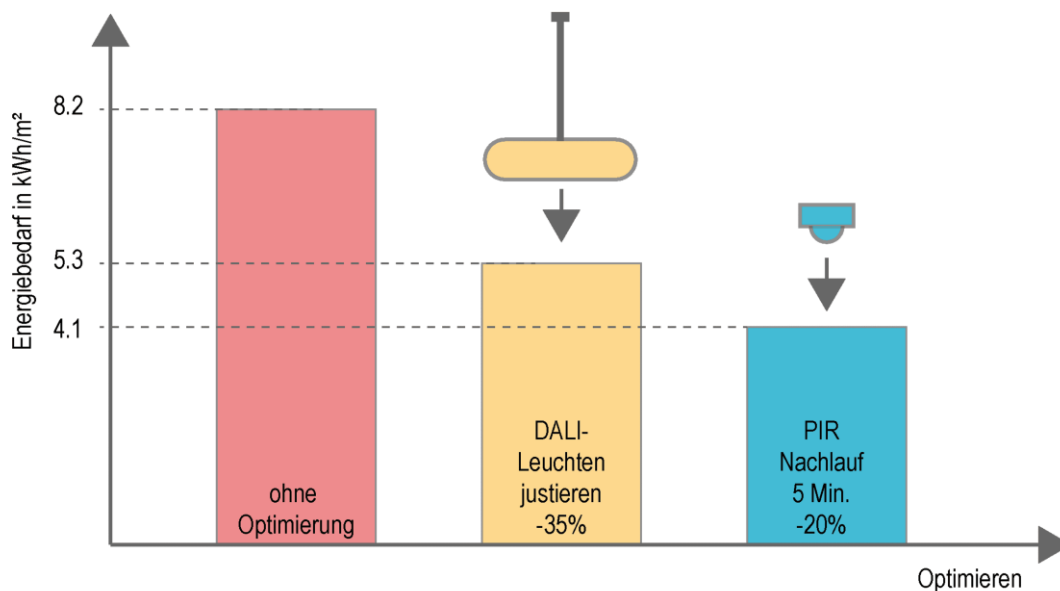 Energiebedarf in kWh/m²
8.2
5.3
4.1
ohne
Optimierung
DALI-
Leuchten
justieren
-35%
PIR
Nachlauf
5 Min.
-20%
Optimieren